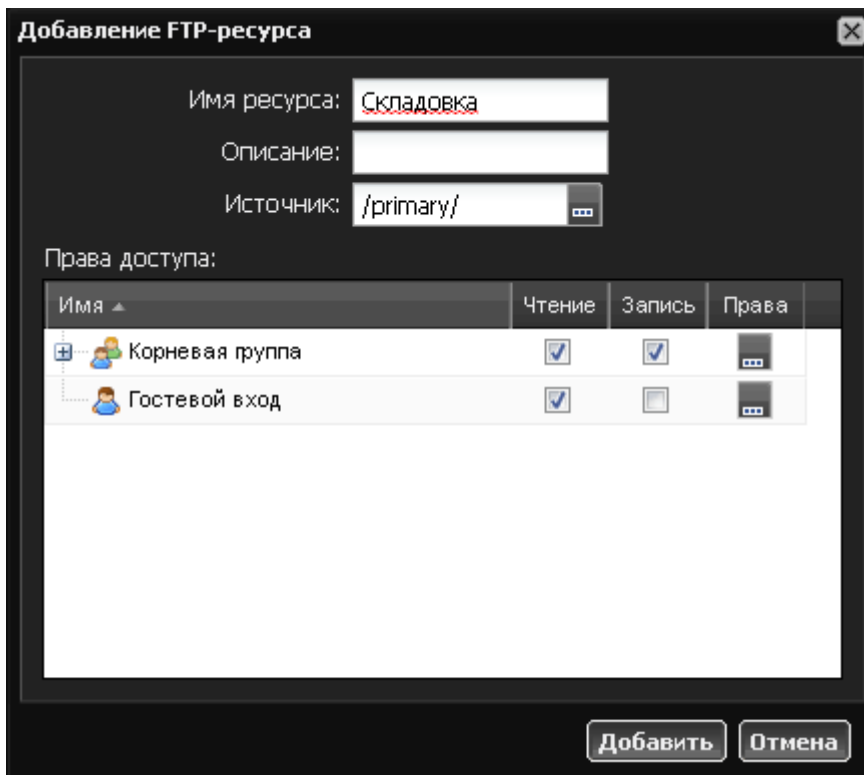 Добавление FTP-ресурса
Имя ресурса: Складовка
Описание:
Источник: /primary/
Права доступа:
Имя Чтение Запись Права
Корневая группа
Гостевой вход
Добавить Отмена